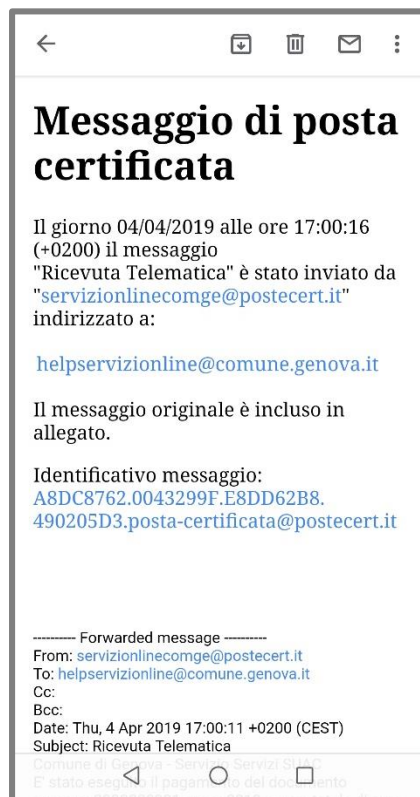 Messaggio di posta
certificata
Il giorno 04/04/2019 alle ore 17:00:16
(+0200) il messaggio
"Ricevuta Telematica" è stato inviato da
"servizionlinecomge@postecert.it"
indirizzato a:
helpservizionline@comune.genova.it
Il messaggio originale è incluso in
allegato.
Identificativo messaggio:
A8DC8762.0043299F.E8DD62B8.
490205D3.posta-certificata@postecert.it
---------- Forwarded message ----------
From: servizionlinecomge@postecert.it
To: helpservizionline@comune.genova.it
Cc:
Bcc:
Date: Thu, 4 Apr 2019 17:00:11 +0200 (CEST)
Subject: Ricevuta Telematica
Comune di Genova - Servizio Servizi SUAC
E' stato eseguito il pagamento del documento